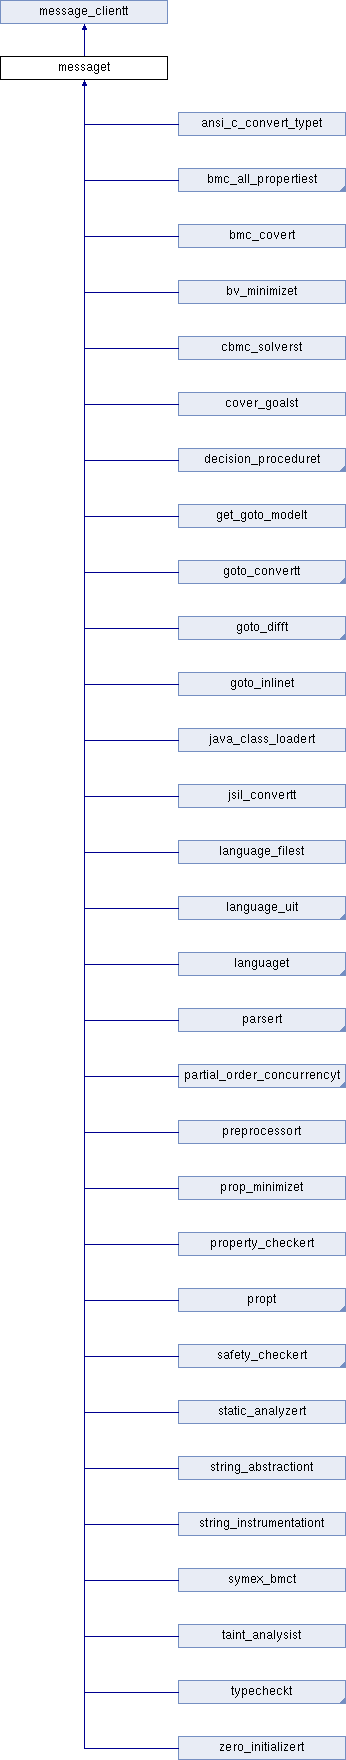 message_clientt
messaget
ansi_c_convert_typet
bmc_all_propertiest
bmc_covert
bv_minimizet
cbmc_solverst
cover_goalst
decision_proceduret
get_goto_modelt
goto_convertt
goto_difft
goto_inlinet
java_class_loadert
jsil_convertt
language_filest
language_uit
languaget
parsert
partial_order_concurrencyt
preprocessort
prop_minimizet
property_checkert
propt
safety_checkert
static_analyzert
string_abstractiont
string_instrumentationt
symex_bmct
taint_analysist
typecheckt
zero_initializert